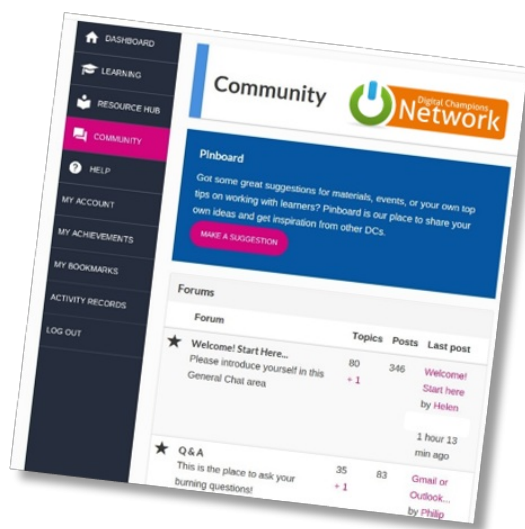 DASHBOARD
LEARNING
RESOURCE HUB
COMMUNITY
HELP
MY ACCOUNT
MY ACHIEVEMENTS
MY BOOKMARKS
ACTIVITY RECORDS
LOG OUT
Community
Digital Champions
Network
Pinboard
Got some great suggestions for materials, events, or your own top
tips on working with learners? Pinboard is our place to share your
own ideas and get inspiration from other DCs.
MAKE A SUGGESTION
Forums
Forum Topics Posts Last post
Welcome! Start Here...
Please introduce yourself in this
General Chat area
80
+ 1
346
Welcome!
Start here
by Helen
1 hour 13
min ago
Q & A
This is the place to ask your
burning questions!
35
+ 1
83
Gmail or
Outlook...
by Philip